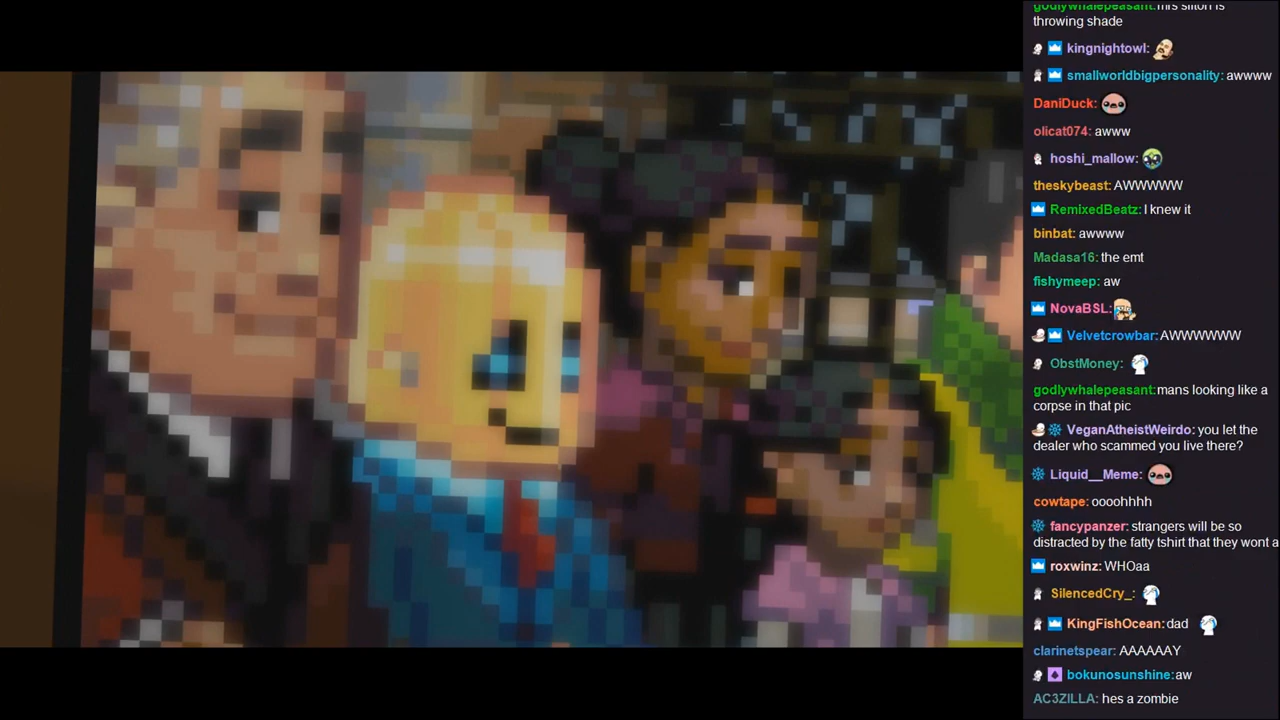 godlywhalepeasant: mrs sifton is
throwing shade
kingnightowl:
smallworldbigpersonality: awwww
DaniDuck:
olicat074: awww
hoshi_mallow:
theskybeast: AWWWWW
RemixedBeatz: I knew it
binbat: awwww
Madasa16: the emt
fishymeep: aw
NovaBSL:
Velvetcrowbar: AWWWWWWW
ObstMoney:
godlywhalepeasant: mans looking like a
corpse in that pic
VeganAtheistWeirdo: you let the
dealer who scammed you live there?
Liquid__Meme:
cowtape: oooohhhh
fancypanzer: strangers will be so
distracted by the fatty tshirt that they wont a
roxwinz: WHOaa
SilencedCry_:
KingFishOcean: dad
clarinetspear: AAAAAAY
bokunosunshine: aw
AC3ZILLA: hes a zombie